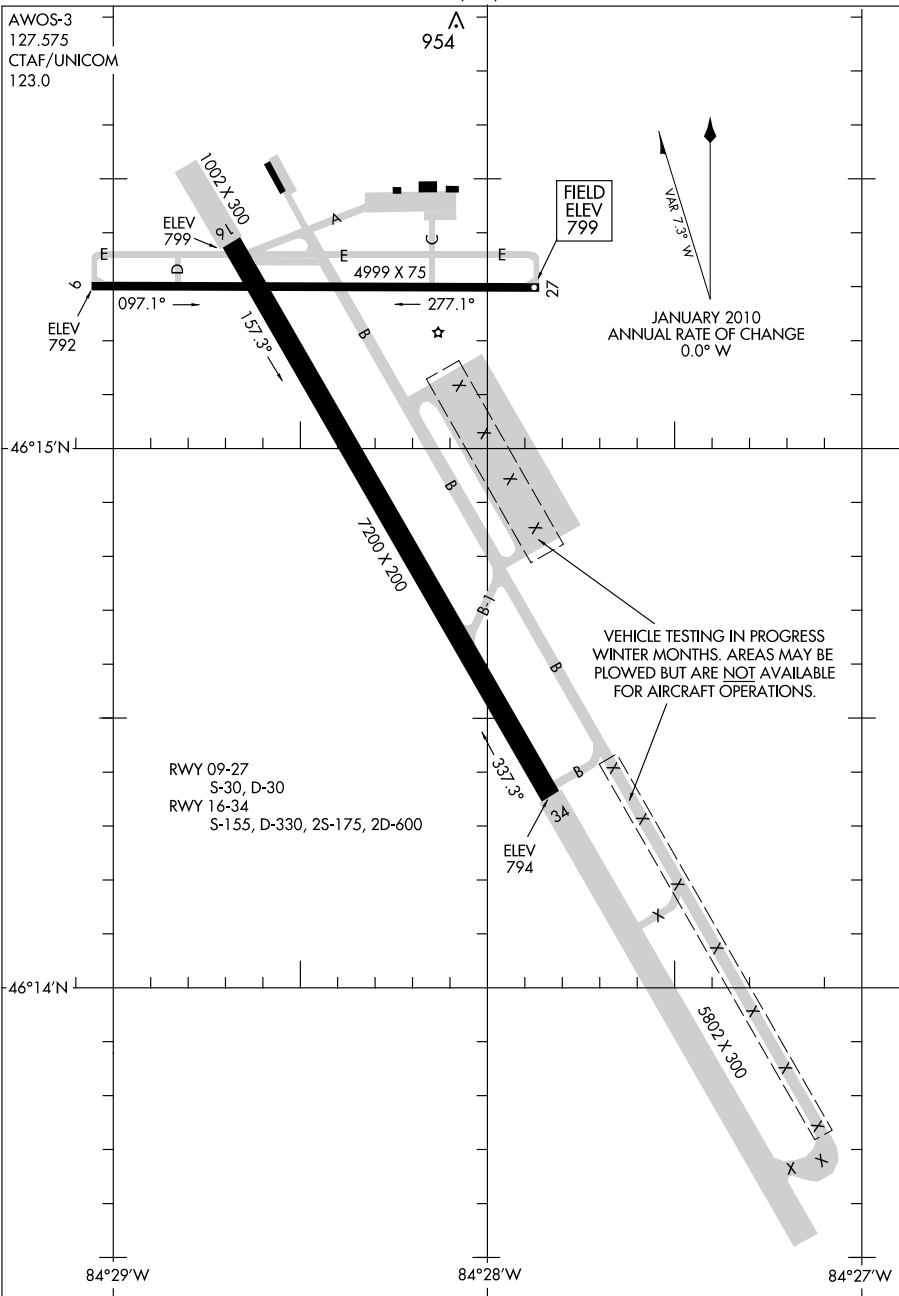 AWOS-3
127.575
CTAF/UNICOM
123.0
954
1002 X 300
16
ELEV
799
A
C
FIELD
ELEV
799
VAR 7.3° W
JANUARY 2010
ANNUAL RATE OF CHANGE
0.0° W
E
D
E
E
4999 X 75
9
27
097.1°
277.1°
ELEV
792
157.3°
B
X
X
X
X
46°15'N
B
7200 X 200
B-1
VEHICLE TESTING IN PROGRESS
WINTER MONTHS. AREAS MAY BE
PLOWED BUT ARE NOT AVAILABLE
FOR AIRCRAFT OPERATIONS.
B
RWY 09-27
S-30, D-30
RWY 16-34
S-155, D-330, 2S-175, 2D-600
337.3°
B
34
ELEV
794
X
X
X
X
X
X
X
X
X
X
46°14'N
5802 X 300
84°29'W
84°28'W
84°27'W